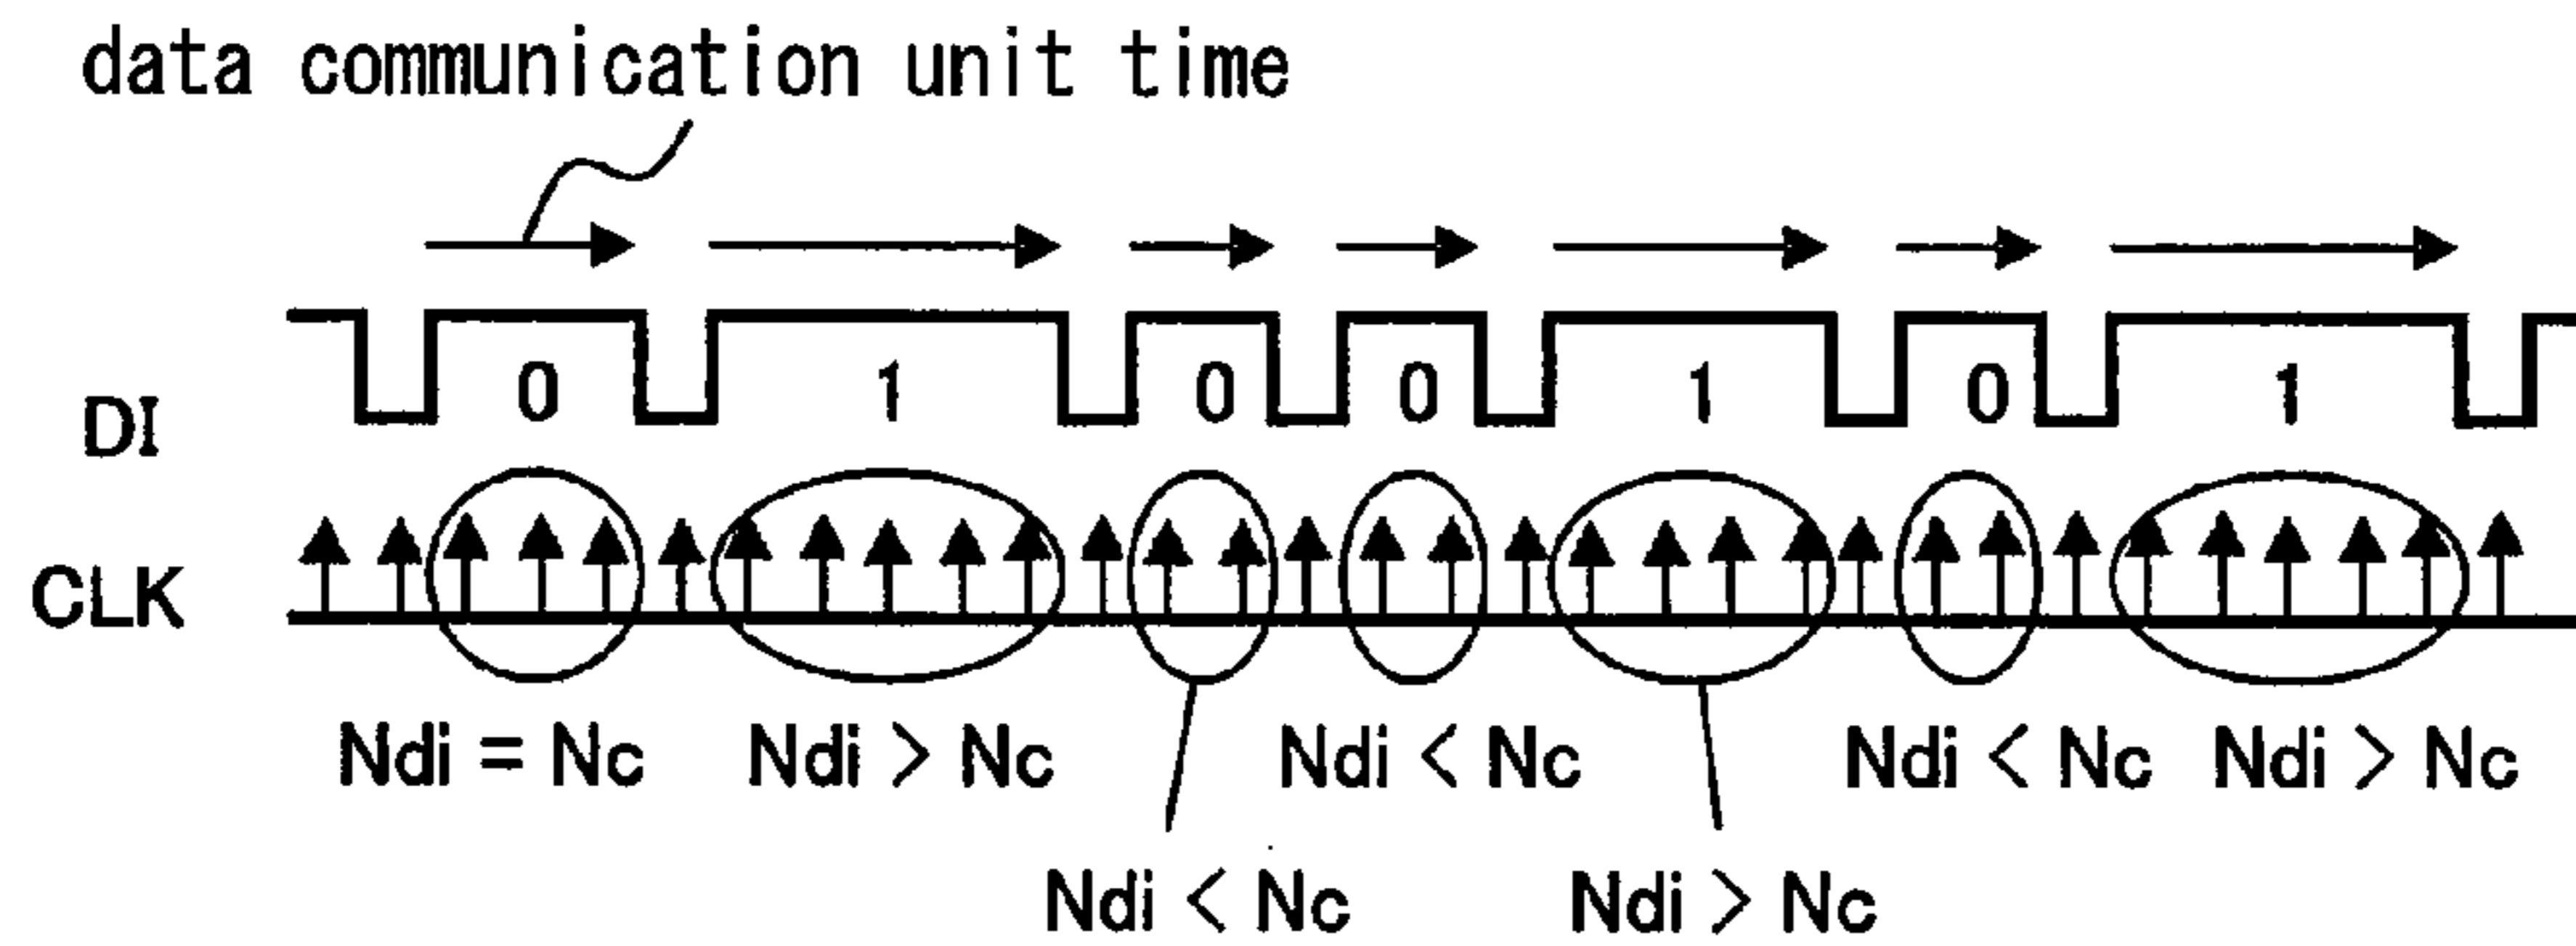 data communication unit time
0 1 0 0 1 0 1
DI
CLK
Ndi = Nc Ndi > Nc Ndi < Nc Ndi < Nc Ndi > Nc
Ndi < Nc Ndi > Nc